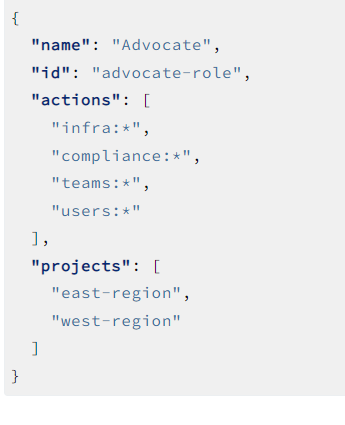 {
  "name": "Advocate",
  "id": "advocate-role",
  "actions": [
    "infra:*",
    "compliance:*",
    "teams:*",
    "users:*"
  ],
  "projects": [
    "east-region",
    "west-region"
  ]
}